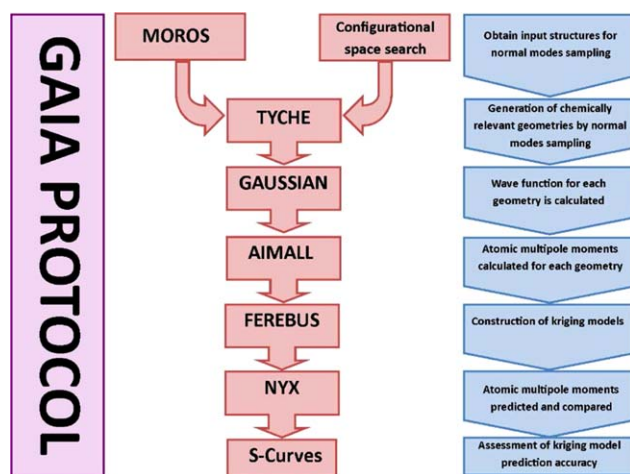 GAIA PROTOCOL
MOROS
Configurational
space search
Obtain input structures for
normal modes sampling
TYCHE
Generation of chemically
relevant geometries by normal
modes sampling
GAUSSIAN
Wave function for each
geometry is calculated
AIMALL
Atomic multipole moments
calculated for each geometry
FEREBUS
Construction of kriging models
NYX
Atomic multipole moments
predicted and compared
S-Curves
Assessment of kriging model
prediction accuracy